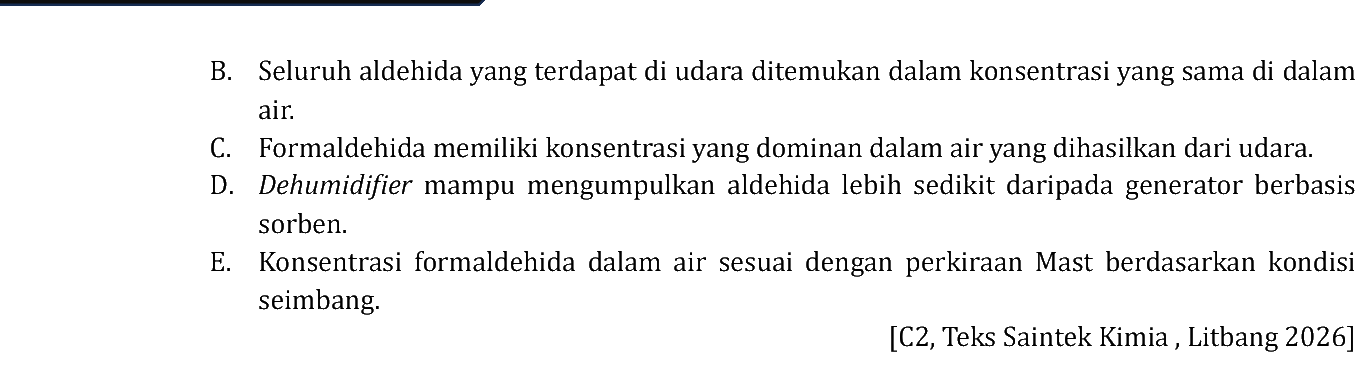 B. Seluruh aldehida yang terdapat di udara ditemukan dalam konsentrasi yang sama di dalam
air.
C. Formaldehida memiliki konsentrasi yang dominan dalam air yang dihasilkan dari udara.
D. Dehumidifier mampu mengumpulkan aldehida lebih sedikit daripada generator berbasis
sorben.
E. Konsentrasi formaldehida dalam air sesuai dengan perkiraan Mast berdasarkan kondisi
seimbang.
[C2, Teks Saintek Kimia , Litbang 2026]